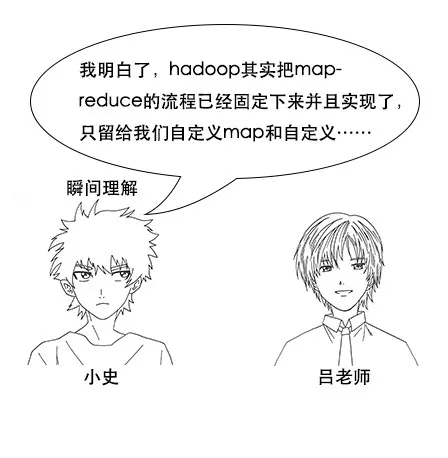 我明白了，hadoop其实把map-
reduce的流程已经固定下来并且实现了，
只留给我们自定义map和自定义……
瞬间理解
小史
吕老师